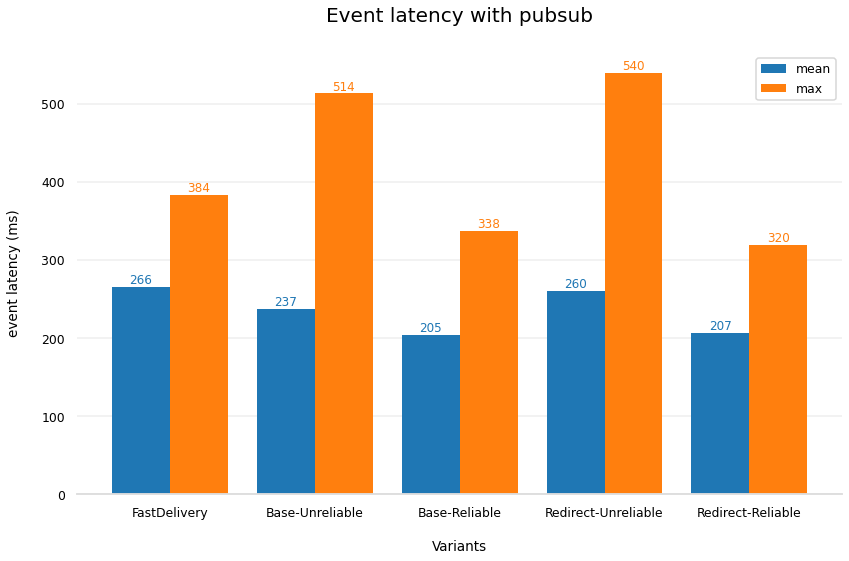 Event latency with pubsub
mean
max
event latency (ms)
500
400
300
200
100
0
266
384
237
514
205
338
260
540
207
320
FastDelivery
Base-Unreliable
Base-Reliable
Redirect-Unreliable
Redirect-Reliable
Variants